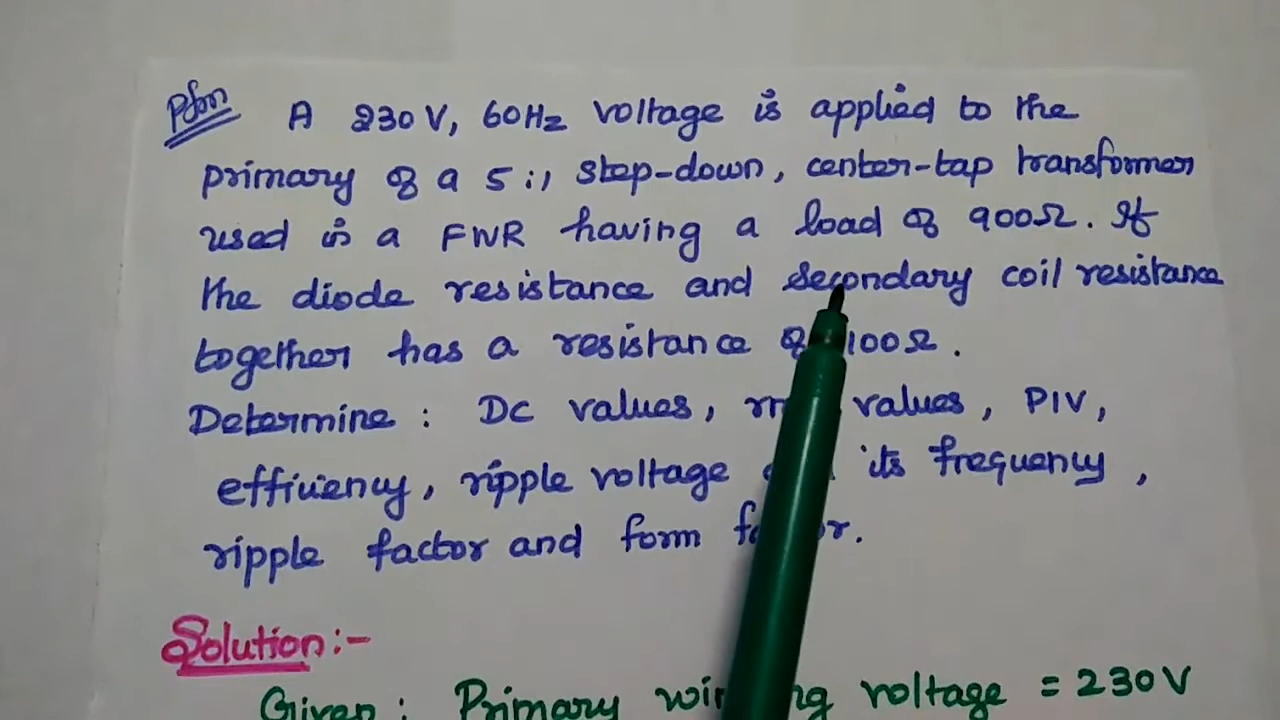 Pbm A 230V, 60Hz voltage is applied to the
primary of a 5:1, step-down, center-tap transformer
used in a FWR having a load of 900Ω. If
the diode resistance and secondary coil resistance
together has a resistance of 100Ω.
Determine : DC values, values, PIV,
efficiency, ripple voltage its frequency,
ripple factor and form
Solution:-
Given: Primary voltage = 230V